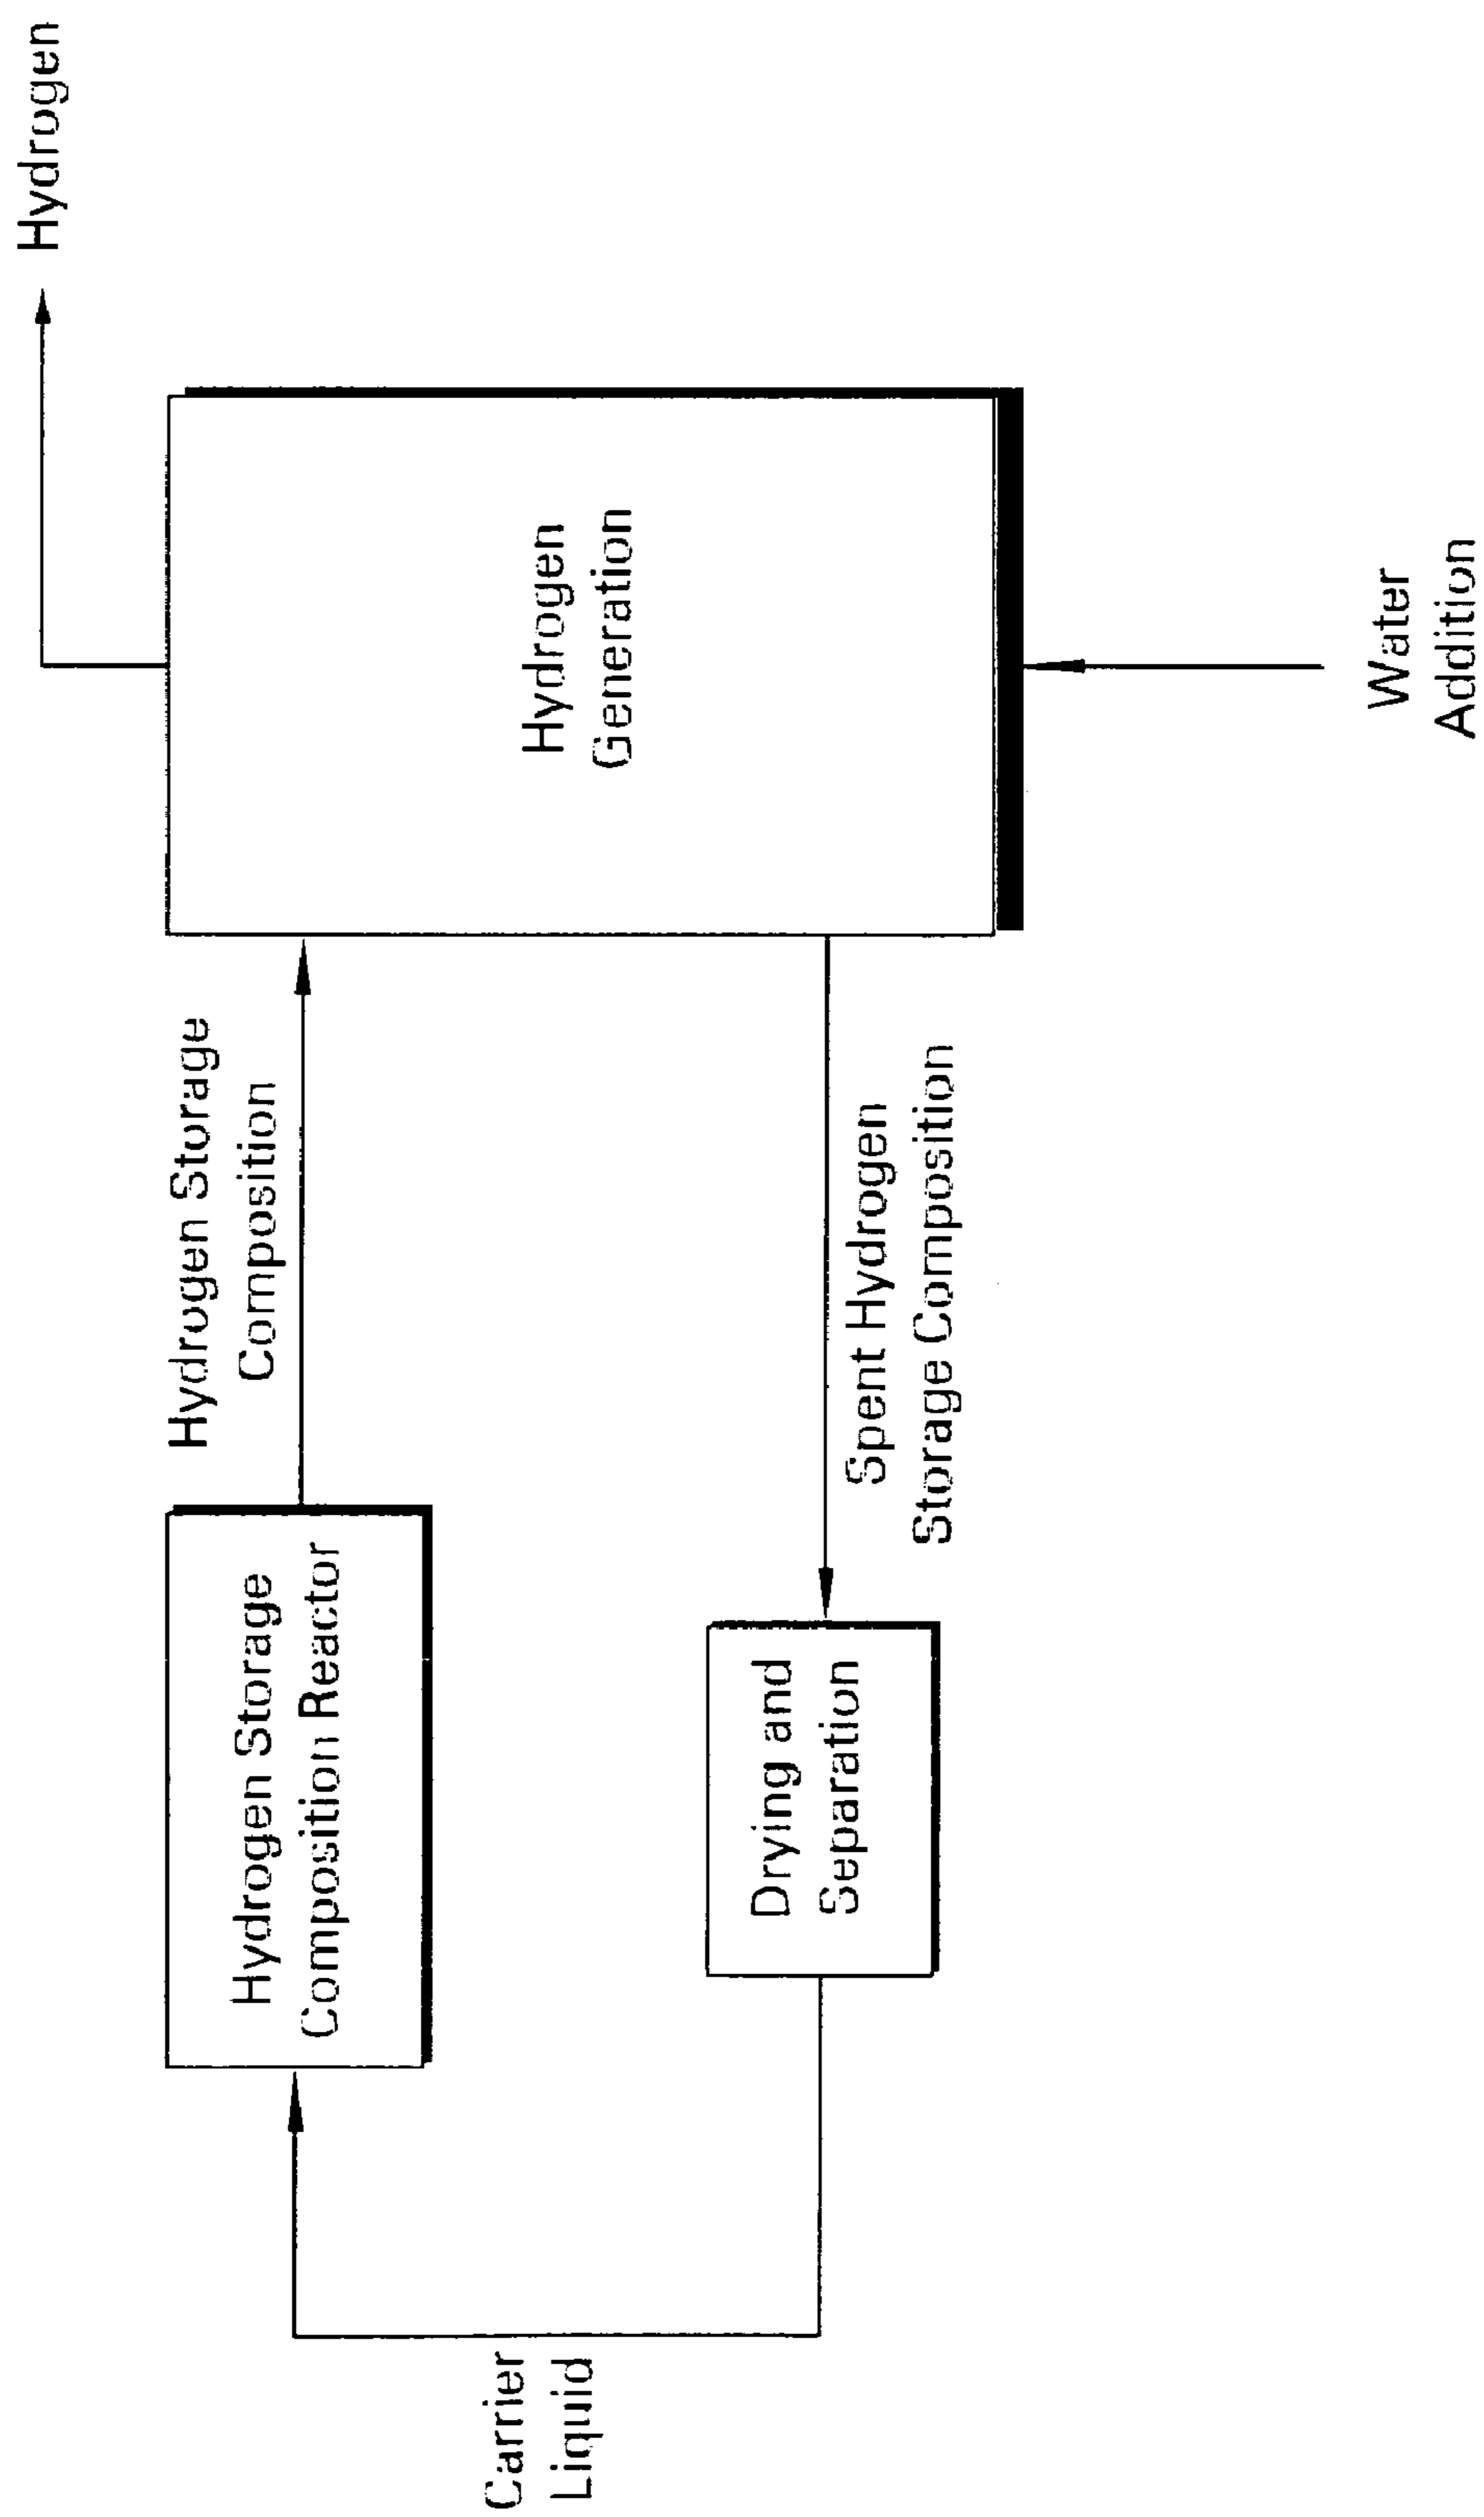 Hydrogen
Hydrogen Storage
Composition
Hydrogen
Generation
Hydrogen Storage
Composition Reactor
Carrier
Liquid
Drying and
Separation
Spent Hydrogen
Storage Composition
Water
Addition